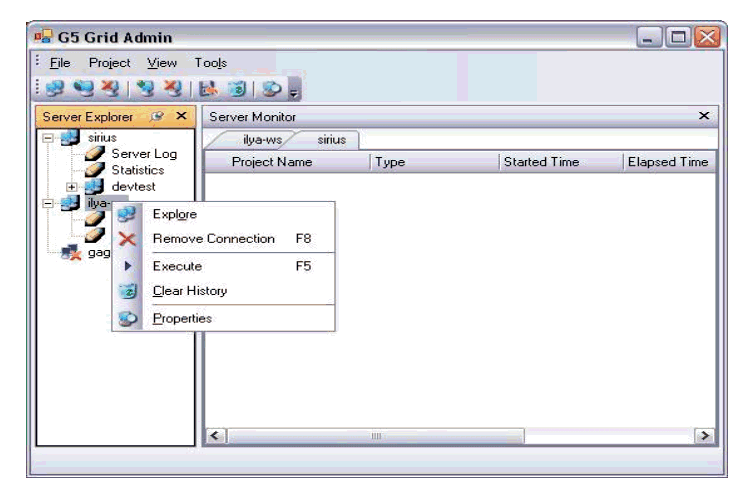 G5 Grid Admin
File Project View Tools
Server Explorer
Server Monitor
sirius
Server Log
Statistics
devtest
ilya-
gag
ilya-ws sirius
Project Name Type Started Time Elapsed Time
Explore
Remove Connection F8
Execute F5
Clear History
Properties